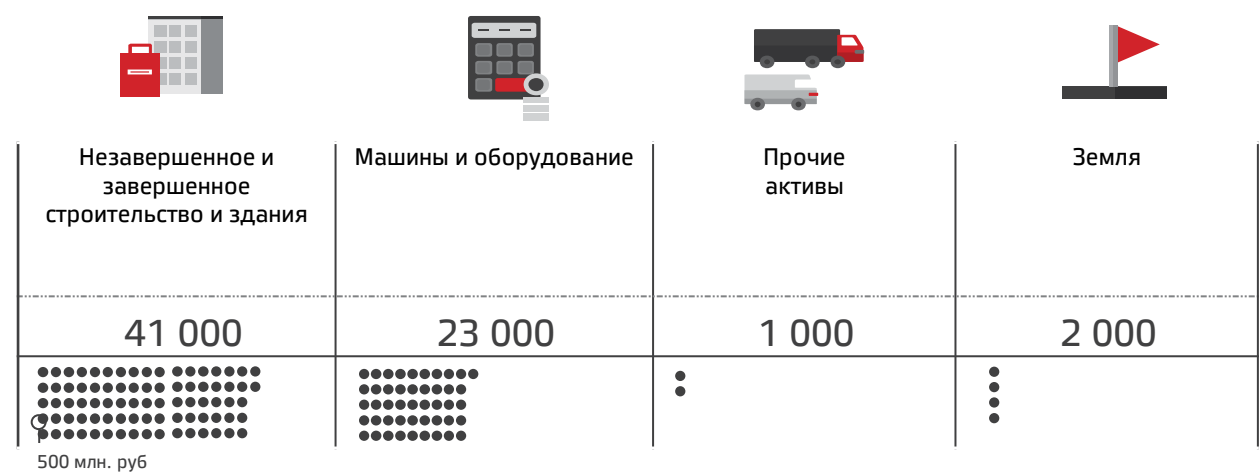 Незавершенное и
завершенное
строительство и здания
Машины и оборудование
Прочие
активы
Земля
41 000
23 000
1 000
2 000
500 млн. руб